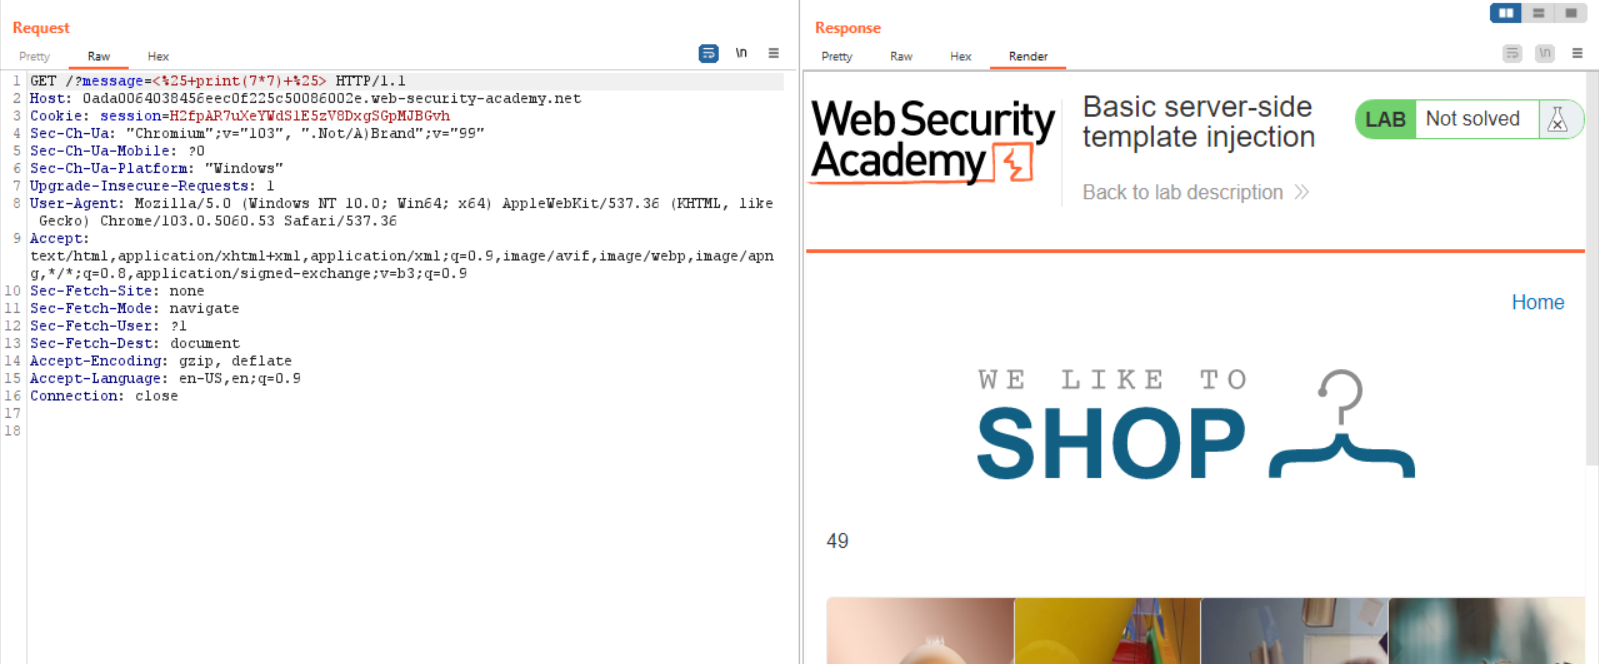 Request
Pretty Raw Hex
\n
1 GET /?message=<%25+print(7*7)+%25> HTTP/1.1
2 Host: 0ada0064038456eec0f225c50086002e.web-security-academy.net
3 Cookie: session=H2fpAR7uXeYWdSlE5zV8DxgSGpMJBGvh
4 Sec-Ch-Ua: "Chromium";v="103", ".Not/A)Brand";v="99"
5 Sec-Ch-Ua-Mobile: ?0
6 Sec-Ch-Ua-Platform: "Windows"
7 Upgrade-Insecure-Requests: 1
8 User-Agent: Mozilla/5.0 (Windows NT 10.0; Win64; x64) AppleWebKit/537.36 (KHTML, like
Gecko) Chrome/103.0.5060.53 Safari/537.36
9 Accept:
text/html,application/xhtml+xml,application/xml;q=0.9,image/avif,image/webp,image/apn
g,*/*;q=0.8,application/signed-exchange;v=b3;q=0.9
10 Sec-Fetch-Site: none
11 Sec-Fetch-Mode: navigate
12 Sec-Fetch-User: ?1
13 Sec-Fetch-Dest: document
14 Accept-Encoding: gzip, deflate
15 Accept-Language: en-US,en;q=0.9
16 Connection: close
17
18
Response
Pretty Raw Hex Render
\n
Web Security
Academy
Basic server-side
template injection
Back to lab description
LAB Not solved
Home
WE LIKE TO
SHOP
49